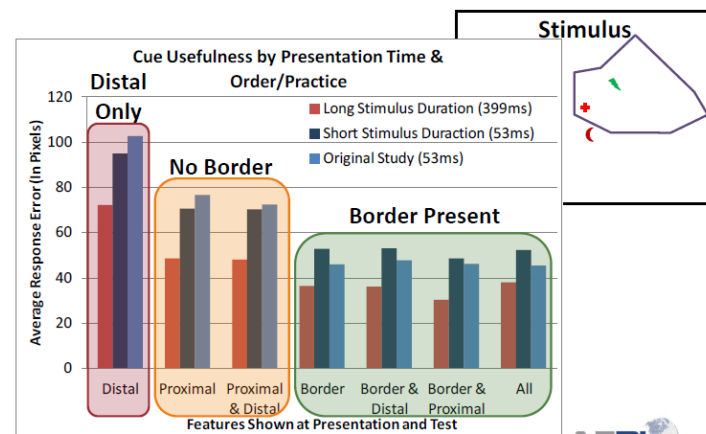 Stimulus
Cue Usefulness by Presentation Time &
Order/Practice
Distal
Only
No Border
Border Present
Long Stimulus Duration (399ms)
Short Stimulus Duraction (53ms)
Original Study (53ms)
Average Response Error (In Pixels)
120
100
80
60
40
20
0
Distal
Proximal
Proximal
& Distal
Border
Border &
Distal
Border &
Proximal
All
Features Shown at Presentation and Test